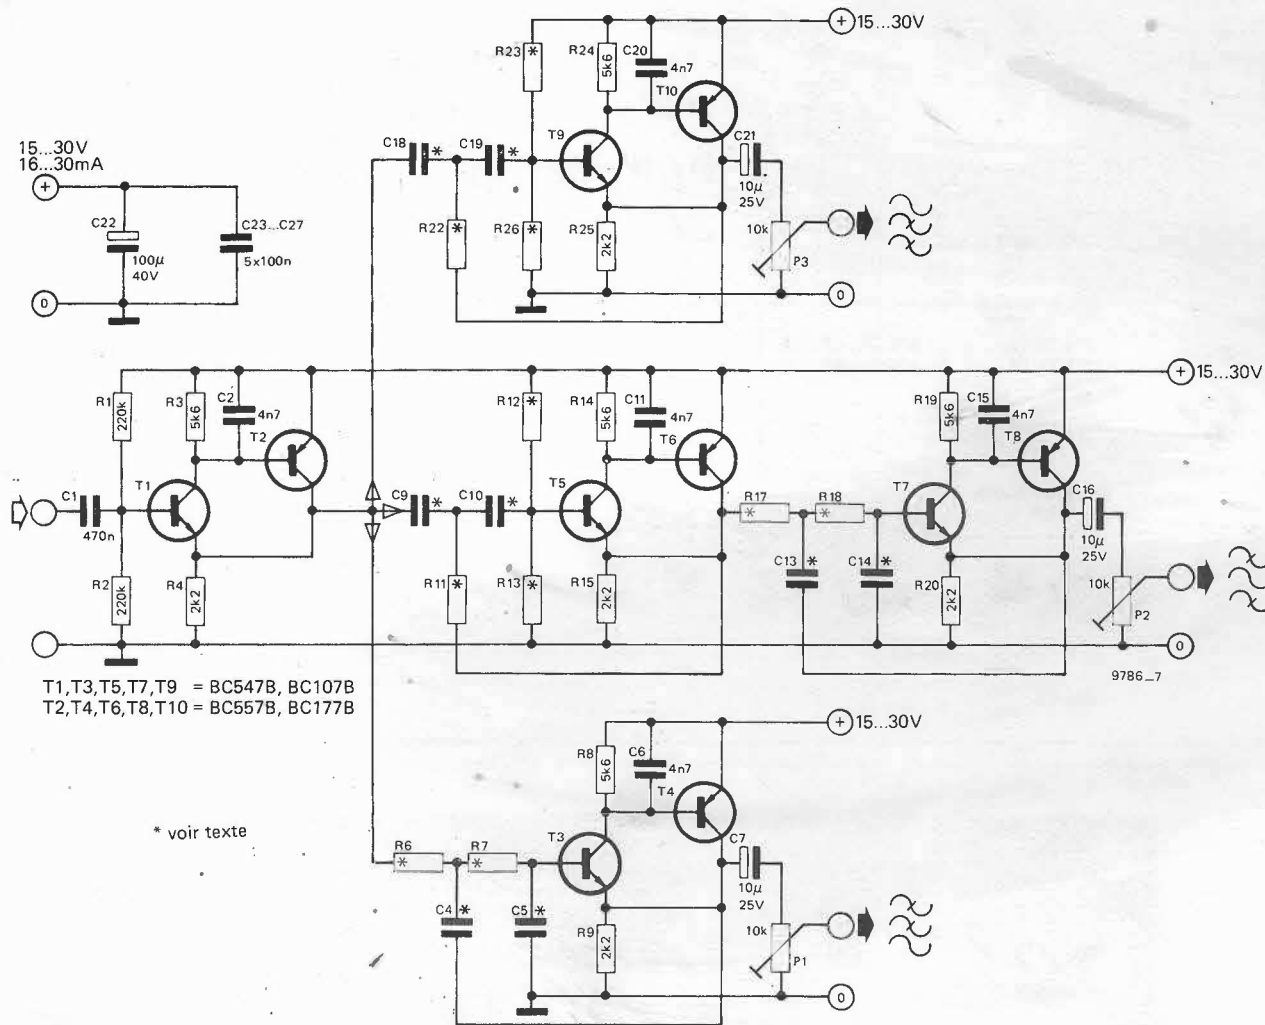 15...30V
R23
*
R24
5k6
C20
4n7
T10
C18
*
C19
*
T9
C21
10µ
25V
15...30V
16...30mA
+
C22
100µ
40V
C23...C27
5x100n
0
R22
*
R26
*
R25
2k2
10k
P3
0
+
+
15...30V
R1
220k
R3
5k6
C2
4n7
T2
R12
*
R14
5k6
C11
4n7
T6
R19
5k6
C15
4n7
T8
C1
470n
T1
C9
*
C10
*
T5
R17
*
R18
*
T7
C16
10µ
25V
R2
220k
R4
2k2
R11
*
R13
*
R15
2k2
C13
*
C14
*
R20
2k2
10k
P2
0
9786_7
T1,T3,T5,T7,T9 = BC547B, BC107B
T2,T4,T6,T8,T10 = BC557B, BC177B
+
15...30V
R8
5k6
C6
4n7
T4
* voir texte
R6
*
R7
*
T3
C7
10µ
25V
C4
*
C5
*
R9
2k2
10k
P1
0